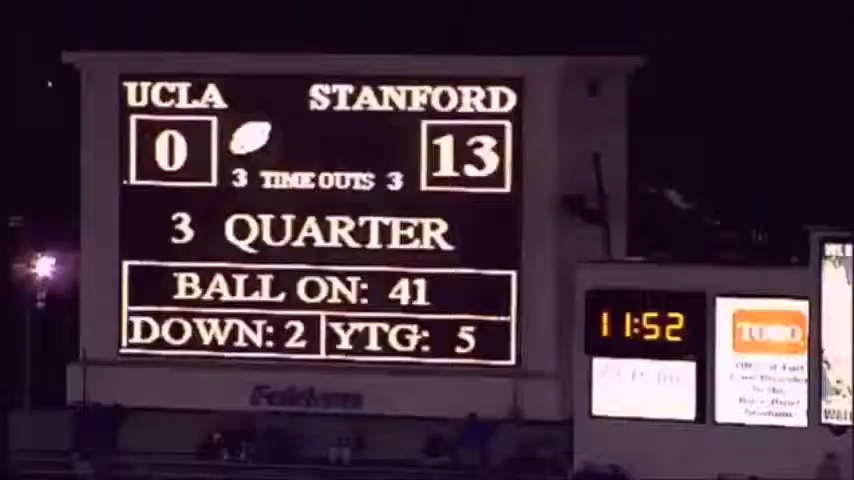 UCLA STANFORD
0 13
3 TIME OUTS 3
3 QUARTER
BALL ON: 41
DOWN: 2 YTG: 5
11:52
TORO